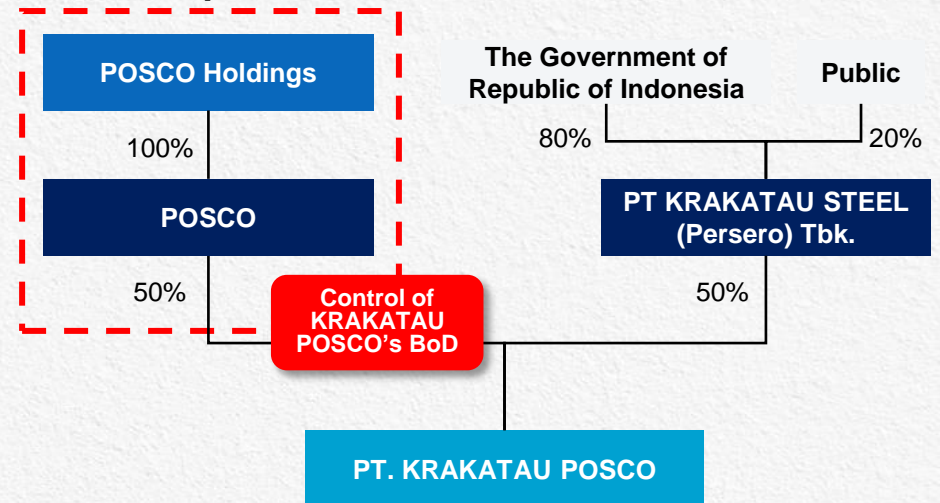 POSCO Holdings
The Government of
Republic of Indonesia
Public
100%
80%
20%
POSCO
PT KRAKATAU STEEL
(Persero) Tbk.
50%
Control of
KRAKATAU
POSCO's BoD
50%
PT. KRAKATAU POSCO